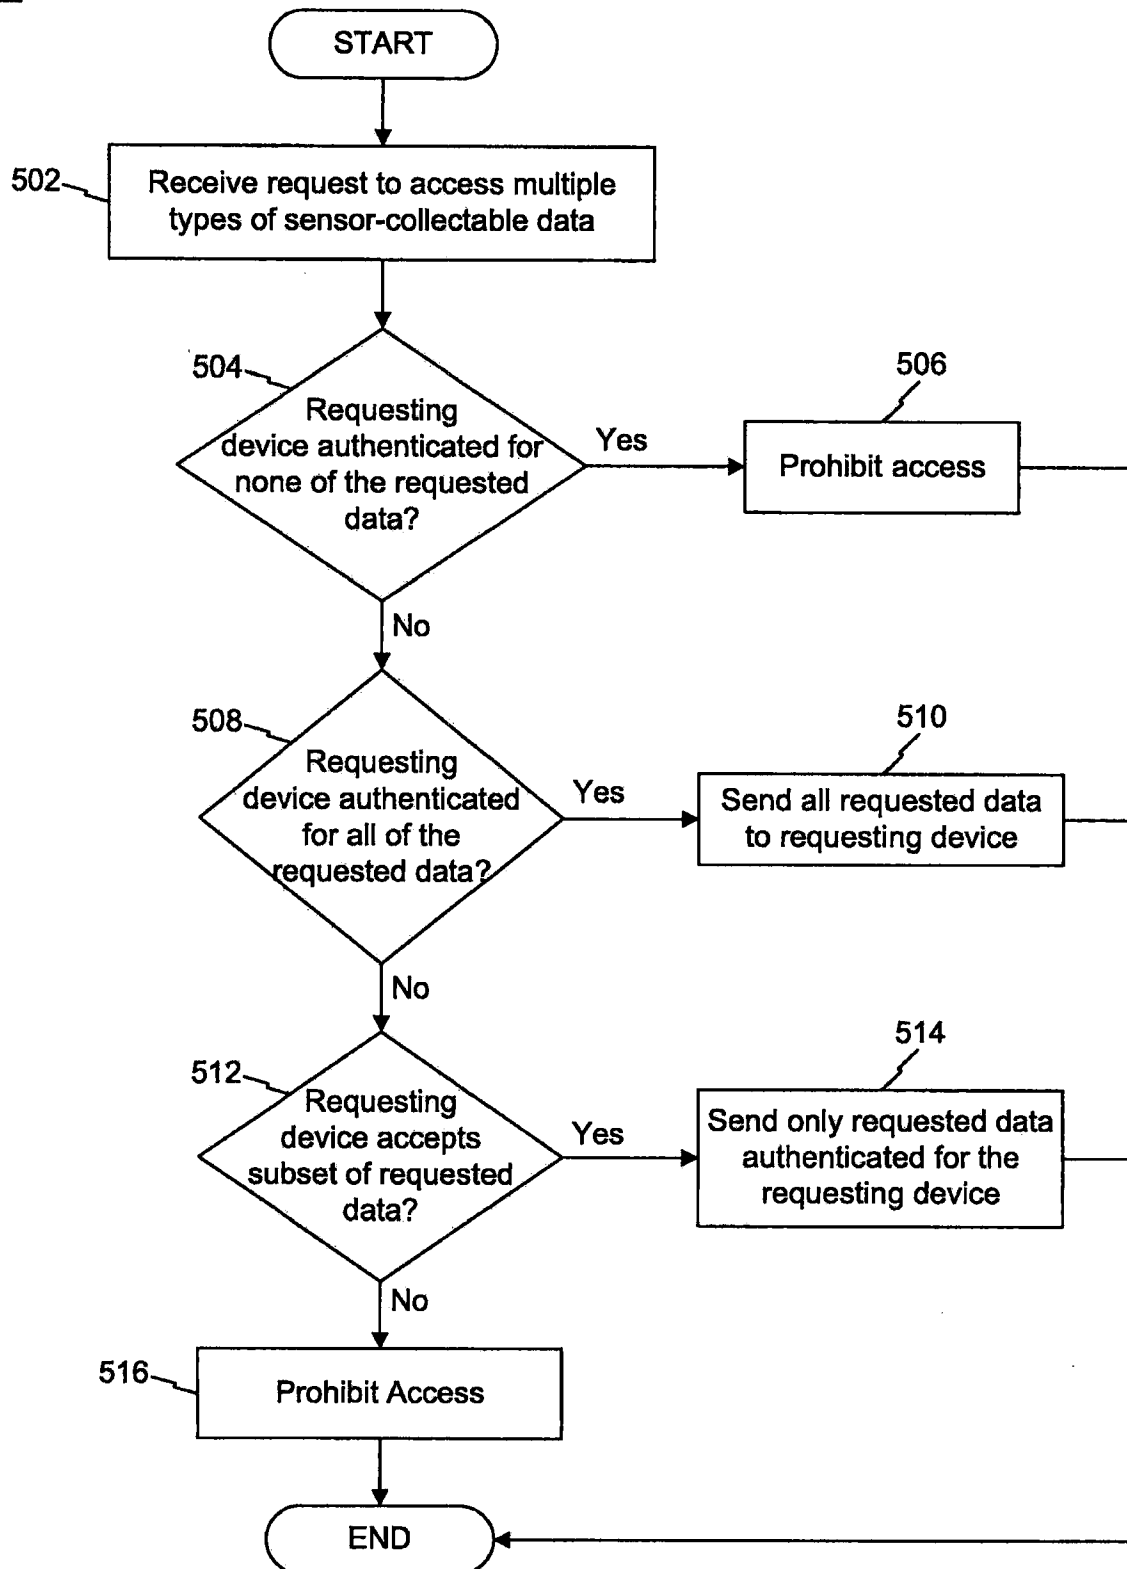 START
502
Receive request to access multiple
types of sensor-collectable data
504
Requesting
device authenticated for
none of the requested
data?
Yes
506
Prohibit access
No
508
Requesting
device authenticated
for all of the
requested data?
Yes
510
Send all requested data
to requesting device
No
512
Requesting
device accepts
subset of requested
data?
Yes
514
Send only requested data
authenticated for the
requesting device
No
516
Prohibit Access
END